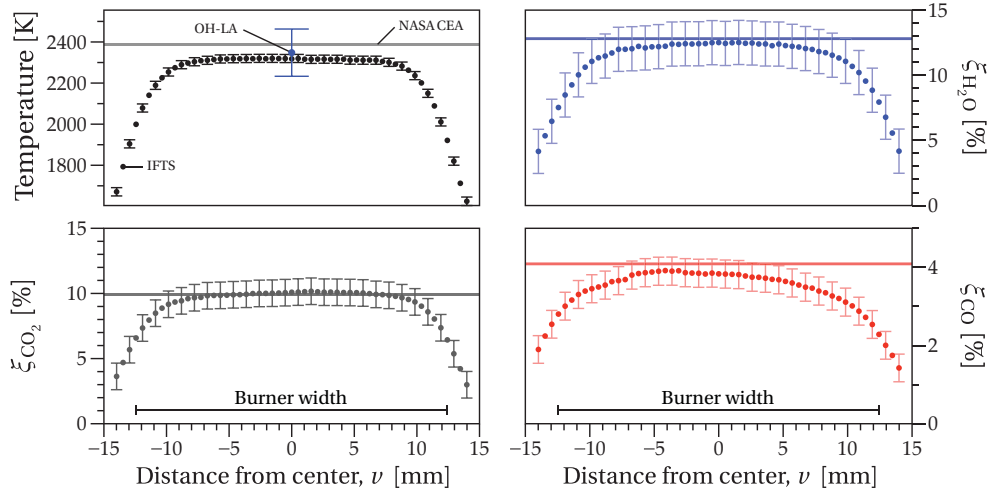 Temperature [K]
2400
2200
2000
1800
OH-LA
NASA CEA
IFTS
ξH₂O [%]
15
10
5
0
ξCO₂ [%]
15
10
5
0
Burner width
−15 −10 −5 0 5 10 15
Distance from center, v [mm]
ξCO [%]
4
2
0
Burner width
−15 −10 −5 0 5 10 15
Distance from center, v [mm]